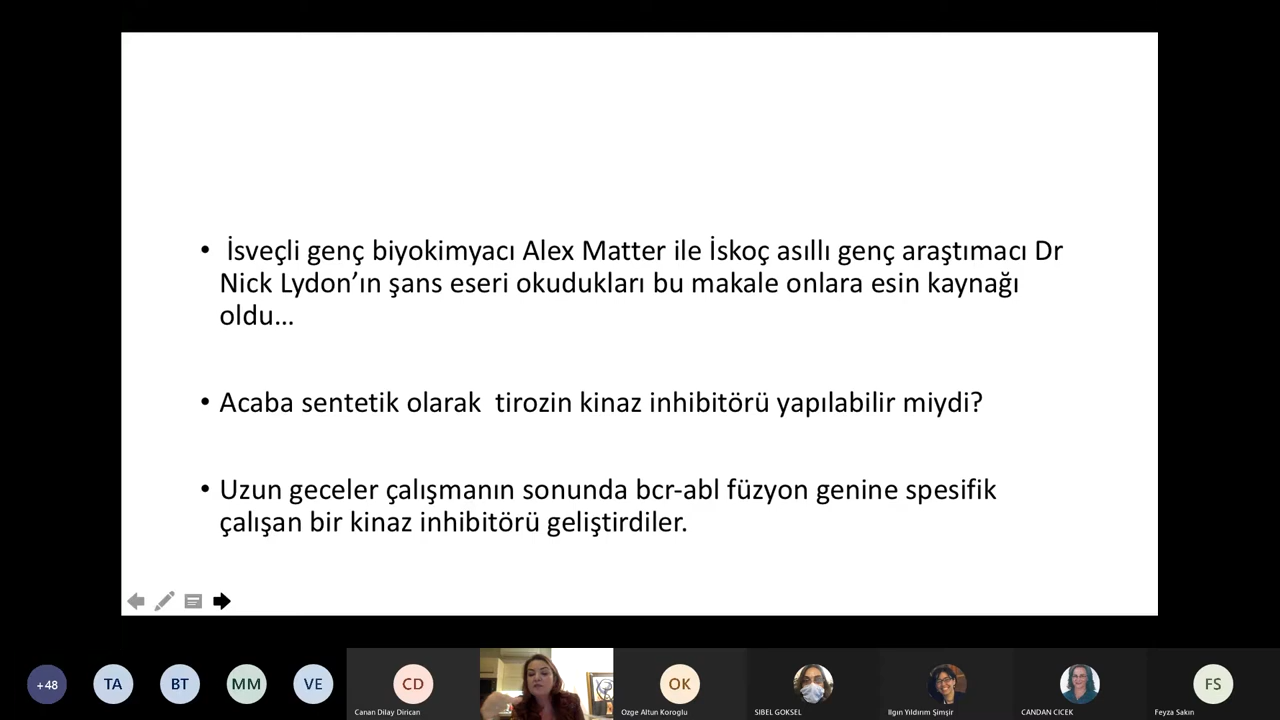 • İsveçli genç biyokimyacı Alex Matter ile İskoç asıllı genç araştımacı Dr
Nick Lydon’ın şans eseri okudukları bu makale onlara esin kaynağı
oldu…
• Acaba sentetik olarak tirozin kinaz inhibitörü yapılabilir miydi?
• Uzun geceler çalışmanın sonunda bcr-abl füzyon genine spesifik
çalışan bir kinaz inhibitörü geliştirdiler.
+48
TA
BT
MM
VE
CD
OK
FS
Canan Dilay Dirican
Ozge Altun Koroglu
SIBEL GOKSEL
Ilgın Yıldırım Şimşir
CANDAN CICEK
Feyza Sakın